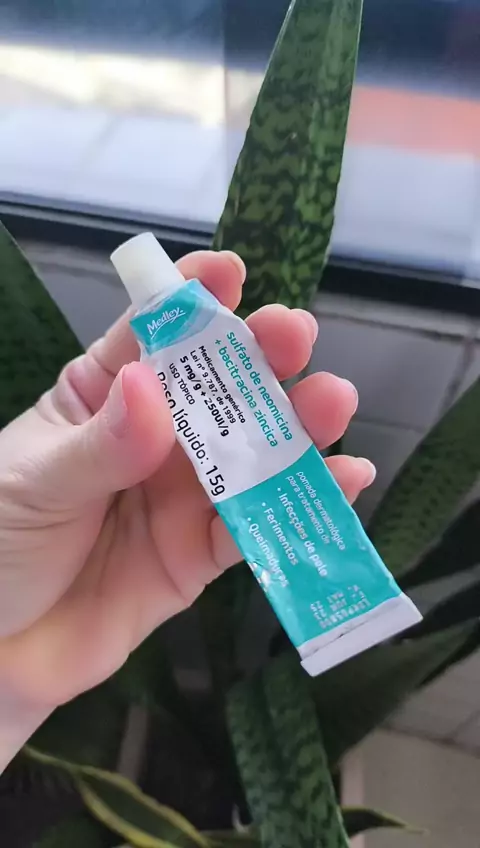 Medley
sulfato de neomicina
+ bacitracina zíncica
Medicamento genérico
Lei nº 9.787, de 1999
5 mg/g + 250UI/g
USO TÓPICO
Peso líquido: 15g
pomada dermatológica
para tratamento de
• Infecções de pele
• Ferimentos
• Queimaduras